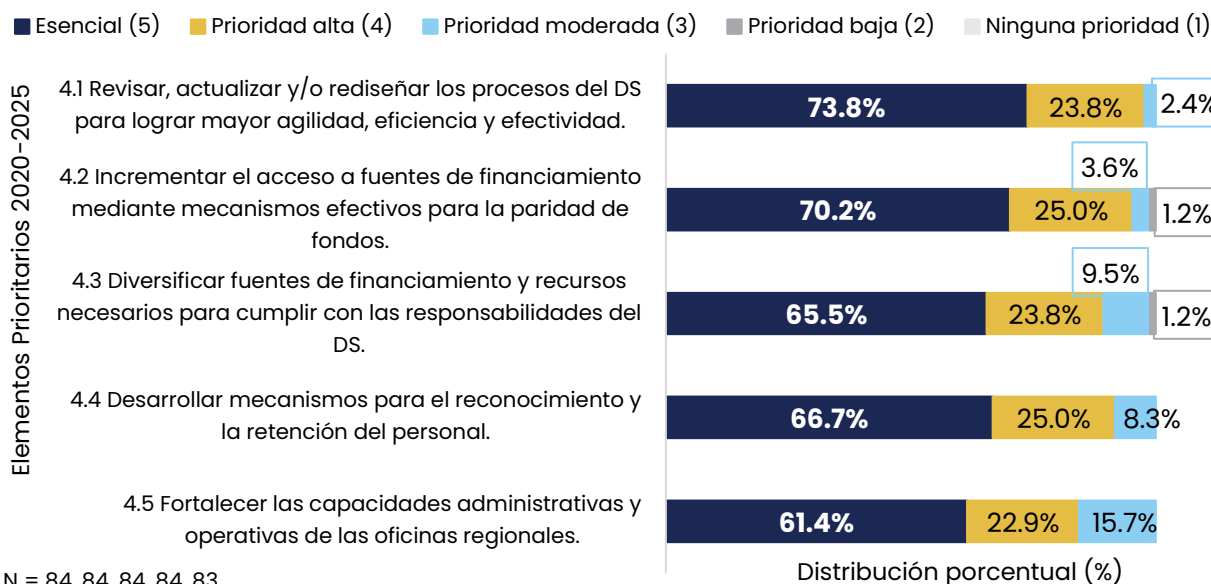 Esencial (5) Prioridad alta (4) Prioridad moderada (3) Prioridad baja (2) Ninguna prioridad (1)
Elementos Prioritarios 2020-2025
4.1 Revisar, actualizar y/o rediseñar los procesos del DS
para lograr mayor agilidad, eficiencia y efectividad.
73.8% 23.8% 2.4%
4.2 Incrementar el acceso a fuentes de financiamiento
mediante mecanismos efectivos para la paridad de
fondos.
3.6%
70.2% 25.0% 1.2%
4.3 Diversificar fuentes de financiamiento y recursos
necesarios para cumplir con las responsabilidades del
DS.
9.5%
65.5% 23.8% 1.2%
4.4 Desarrollar mecanismos para el reconocimiento y
la retención del personal.
66.7% 25.0% 8.3%
4.5 Fortalecer las capacidades administrativas y
operativas de las oficinas regionales.
61.4% 22.9% 15.7%
Distribución porcentual (%)
N = 84, 84, 84, 84, 83